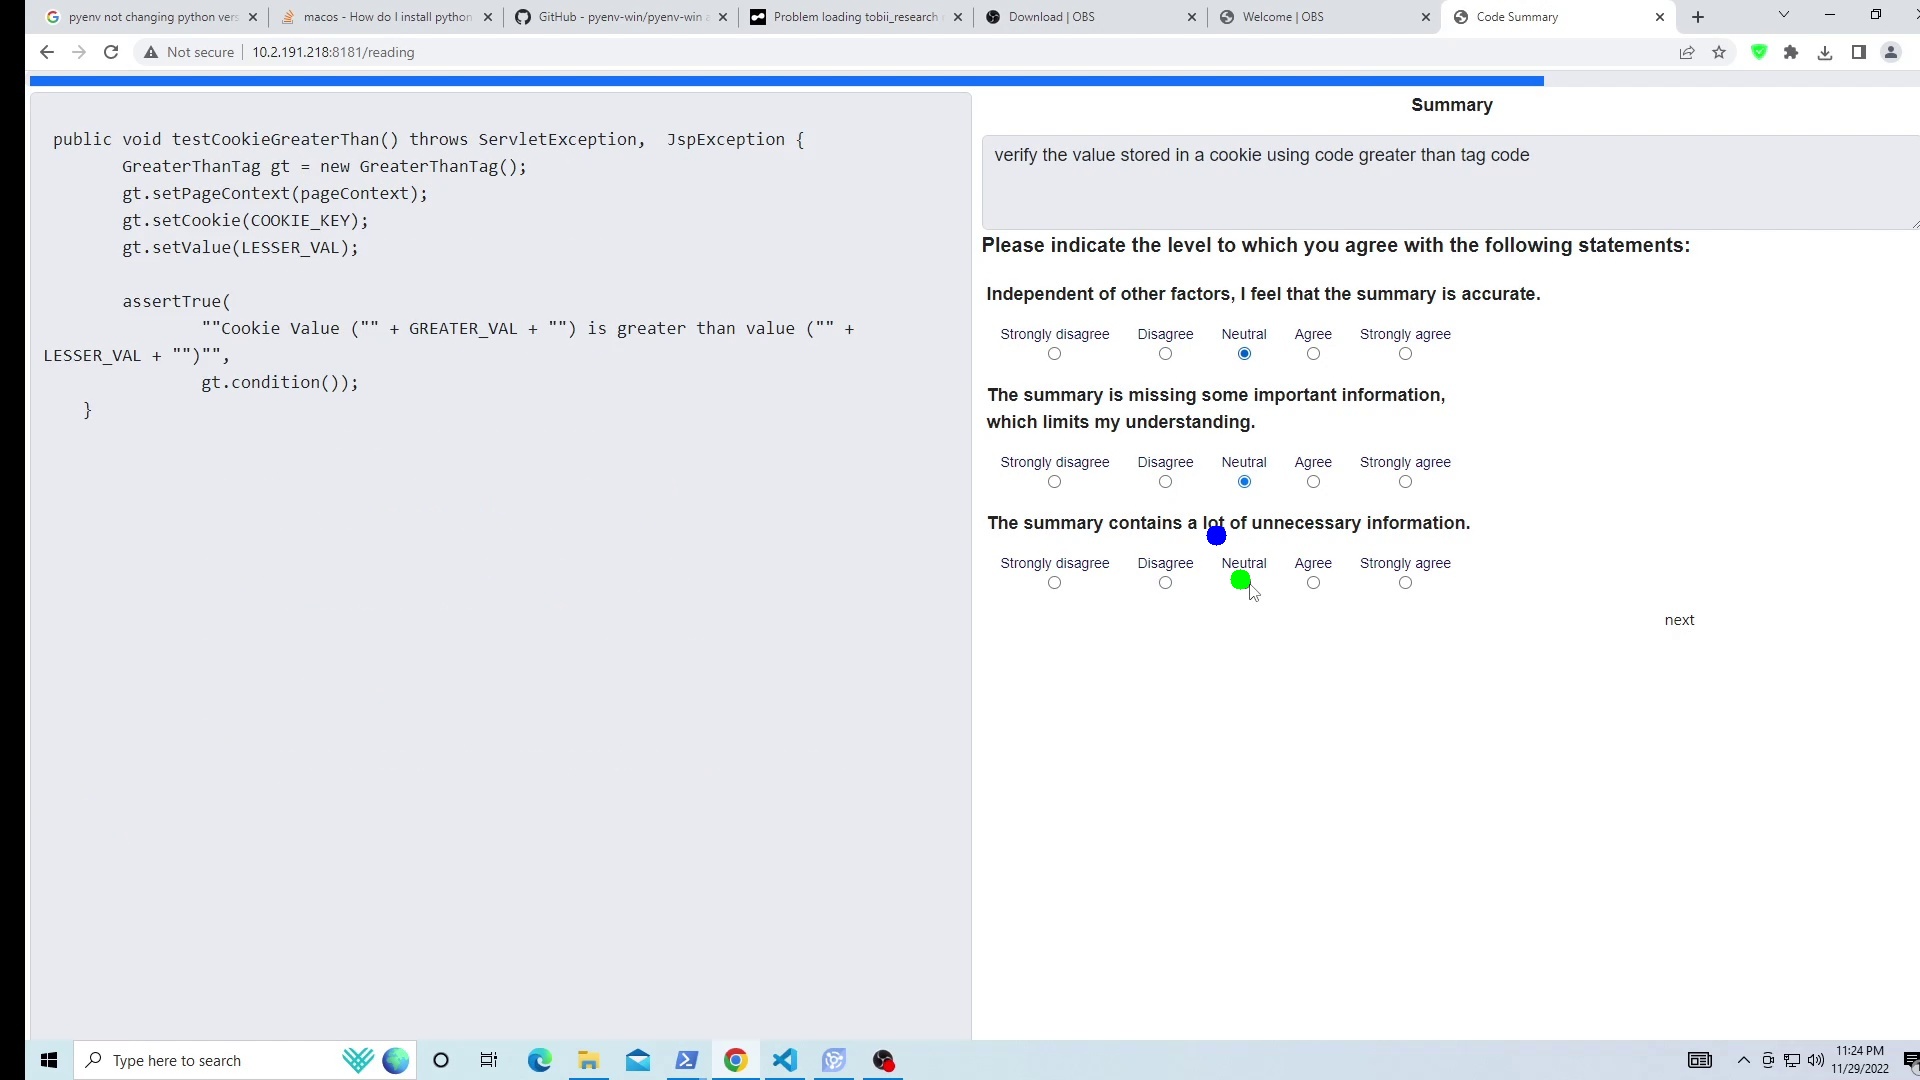 pyenv not changing python vers
macos - How do I install python
GitHub - pyenv-win/pyenv-win
Problem loading tobii_research
Download | OBS
Welcome | OBS
Code Summary
Not secure
10.2.191.218:8181/reading
public void testCookieGreaterThan() throws ServletException,  JspException {
GreaterThanTag gt = new GreaterThanTag();
gt.setPageContext(pageContext);
gt.setCookie(COOKIE_KEY);
gt.setValue(LESSER_VAL);
assertTrue(
""Cookie Value ("" + GREATER_VAL + "") is greater than value ("" +
LESSER_VAL + "")"",
gt.condition());
}
Summary
verify the value stored in a cookie using code greater than tag code
Please indicate the level to which you agree with the following statements:
Independent of other factors, I feel that the summary is accurate.
Strongly disagree Disagree Neutral Agree Strongly agree
The summary is missing some important information,
which limits my understanding.
Strongly disagree Disagree Neutral Agree Strongly agree
The summary contains a lot of unnecessary information.
Strongly disagree Disagree Neutral Agree Strongly agree
next
Type here to search
11:24 PM
11/29/2022